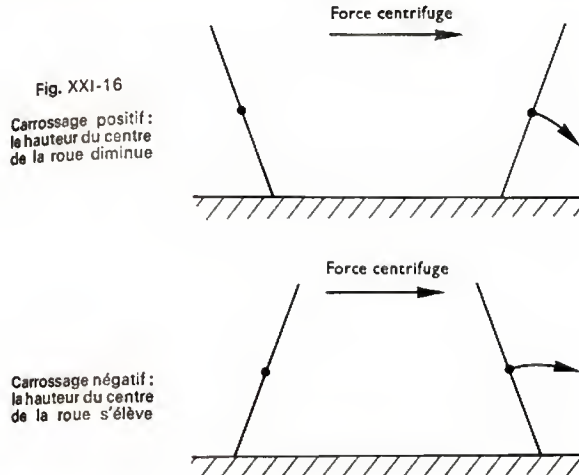 Force centrifuge
Fig. XXI-16
Carrossage positif :
la hauteur du centre
de la roue diminue
Force centrifuge
Carrossage négatif :
la hauteur du centre
de la roue s'élève